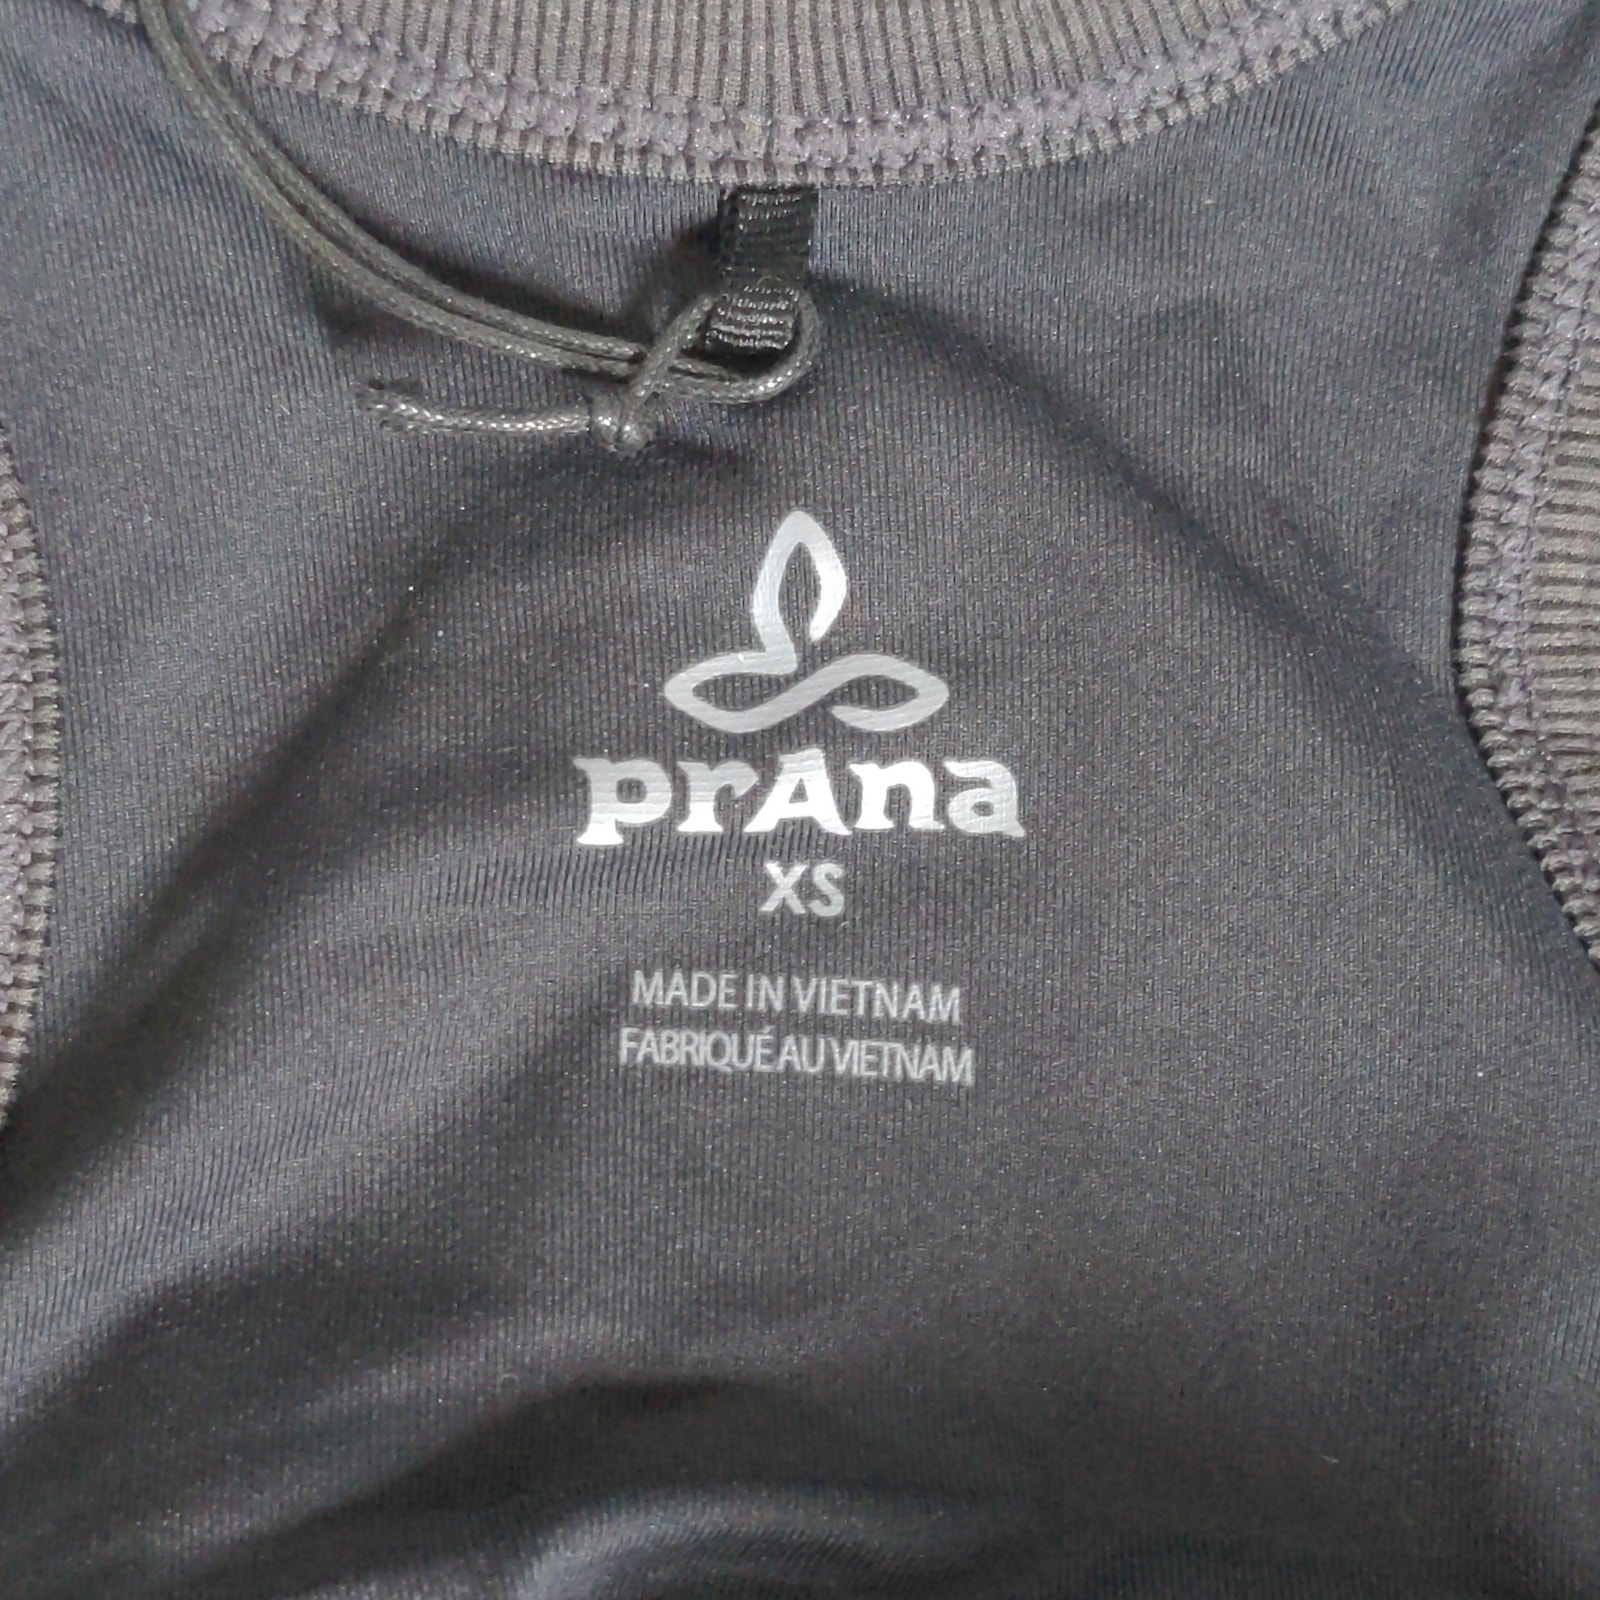 prAna
XS
MADE IN VIETNAM
FABRIQUÉ AU VIETNAM